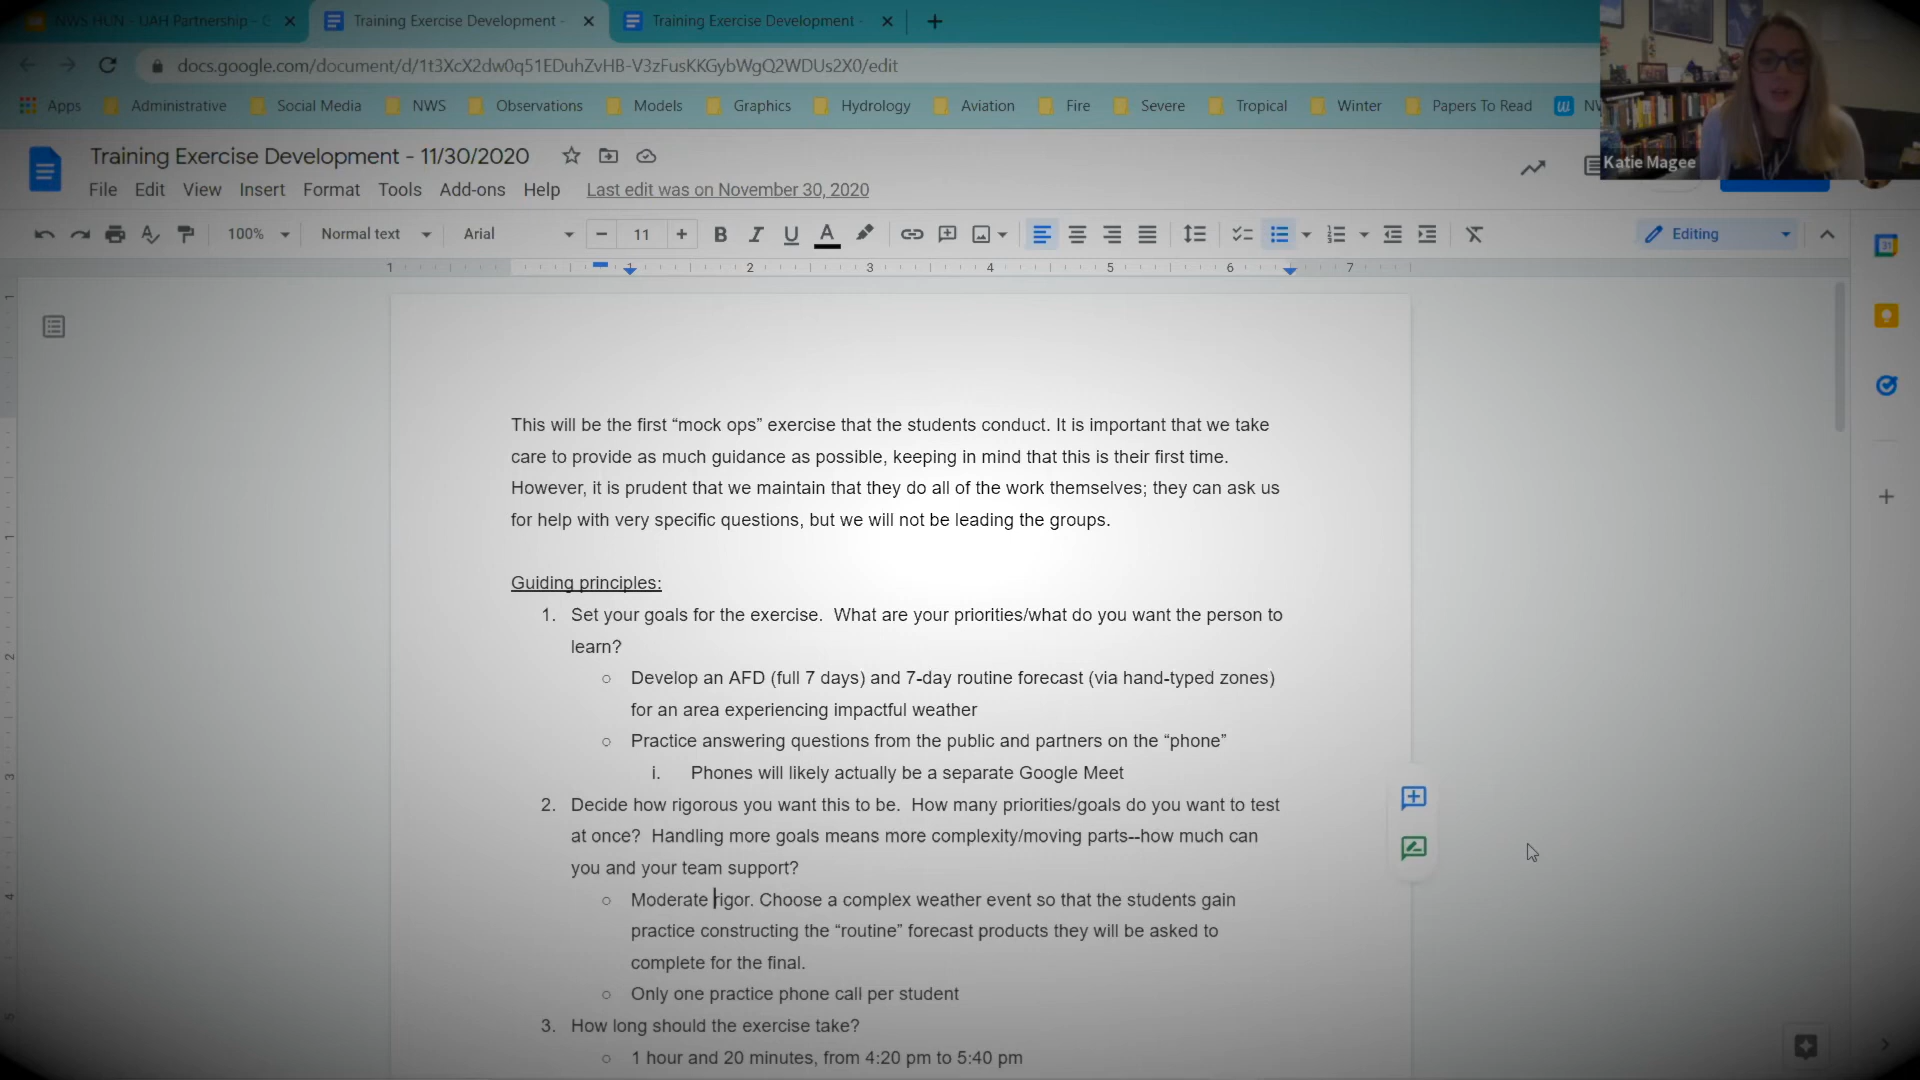 NWS HUN - UAH Partnership - G
Training Exercise Development -
Training Exercise Development -
docs.google.com/document/d/1t3XcX2dw0q51EDuhZvHB-V3zFusKKGybWgQ2WDUs2X0/edit
Apps Administrative Social Media NWS Observations Models Graphics Hydrology Aviation Fire Severe Tropical Winter Papers To Read
Katie Magee
Training Exercise Development - 11/30/2020
File Edit View Insert Format Tools Add-ons Help Last edit was on November 30, 2020
100% Normal text Arial 11 Editing
1 1 2 3 4 5 6 7
This will be the first “mock ops” exercise that the students conduct. It is important that we take
care to provide as much guidance as possible, keeping in mind that this is their first time.
However, it is prudent that we maintain that they do all of the work themselves; they can ask us
for help with very specific questions, but we will not be leading the groups.
Guiding principles:
1. Set your goals for the exercise. What are your priorities/what do you want the person to
learn?
○ Develop an AFD (full 7 days) and 7-day routine forecast (via hand-typed zones)
for an area experiencing impactful weather
○ Practice answering questions from the public and partners on the “phone”
i. Phones will likely actually be a separate Google Meet
2. Decide how rigorous you want this to be. How many priorities/goals do you want to test
at once? Handling more goals means more complexity/moving parts--how much can
you and your team support?
○ Moderate rigor. Choose a complex weather event so that the students gain
practice constructing the “routine” forecast products they will be asked to
complete for the final.
○ Only one practice phone call per student
3. How long should the exercise take?
○ 1 hour and 20 minutes, from 4:20 pm to 5:40 pm